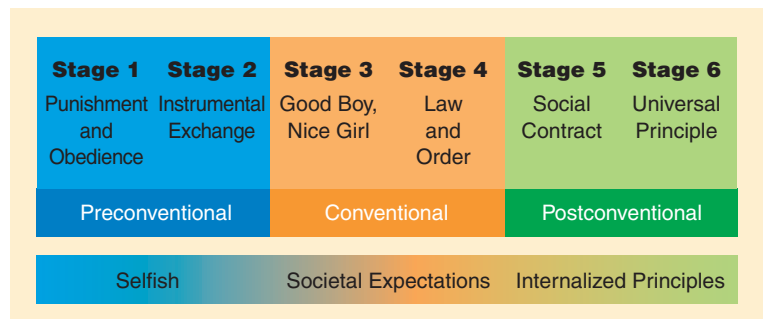 Stage 1
Punishment
and
Obedience
Stage 2
Instrumental
Exchange
Stage 3
Good Boy,
Nice Girl
Stage 4
Law
and
Order
Stage 5
Social
Contract
Stage 6
Universal
Principle
Preconventional
Conventional
Postconventional
Selfish
Societal Expectations
Internalized Principles